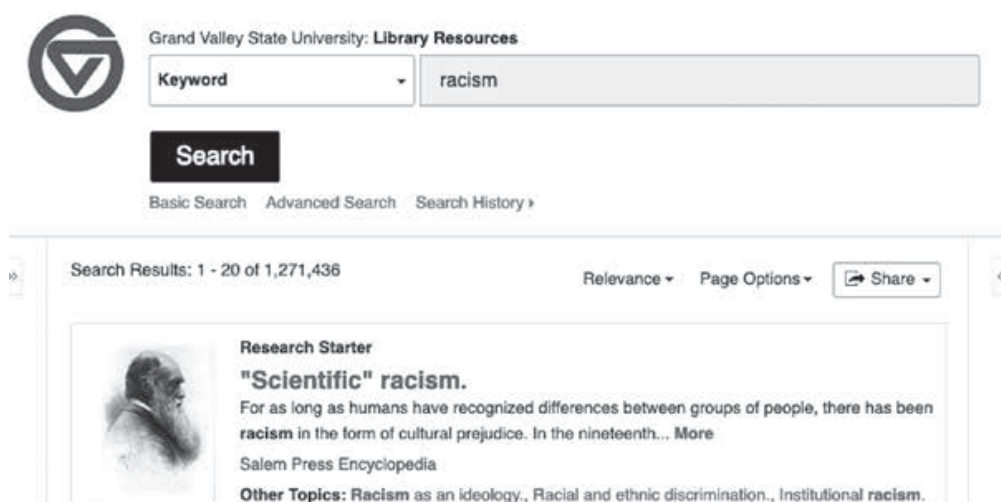 Grand Valley State University: Library Resources
Keyword racism
Search
Basic Search Advanced Search Search History
Search Results: 1 - 20 of 1,271,436
Relevance Page Options Share
Research Starter
"Scientific" racism.
For as long as humans have recognized differences between groups of people, there has been
racism in the form of cultural prejudice. In the nineteenth... More
Salem Press Encyclopedia
Other Topics: Racism as an ideology., Racial and ethnic discrimination., Institutional racism.